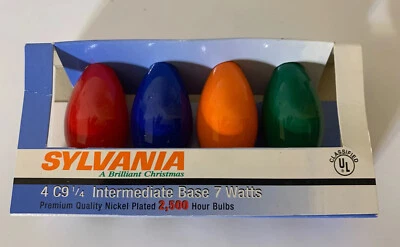 SYLVANIA
A Brilliant Christmas
4 C9 1/4 Intermediate Base 7 Watts
Premium Quality Nickel Plated 2,500 Hour Bulbs
CLASSIFIED
UL